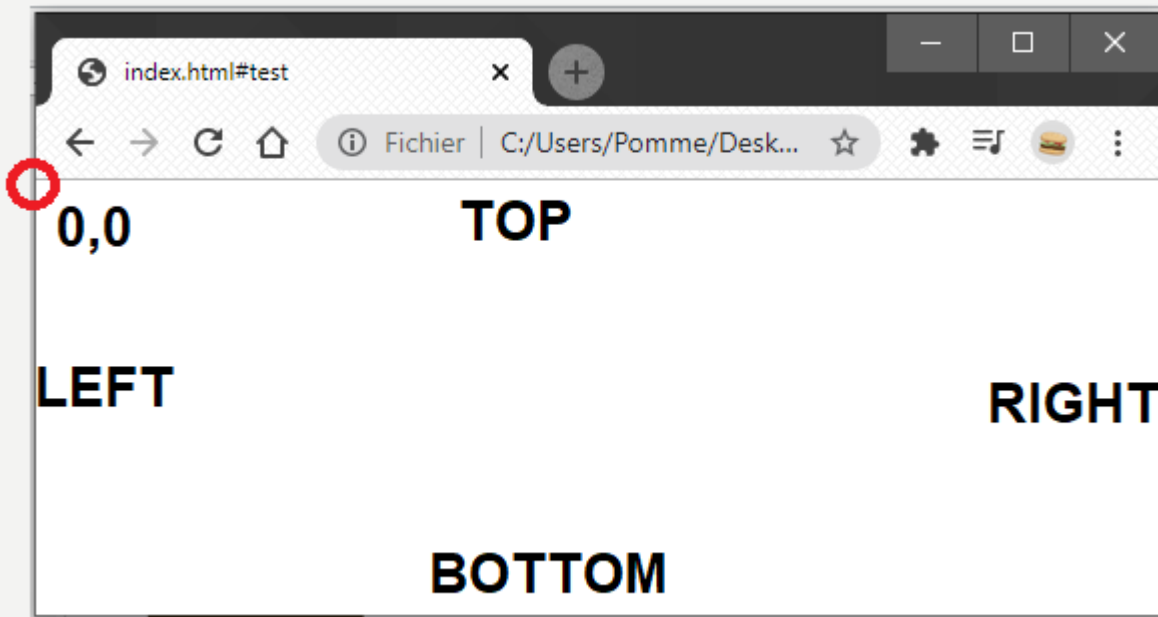 index.html#test
Fichier | C:/Users/Pomme/Desk...
0,0
TOP
LEFT
RIGHT
BOTTOM